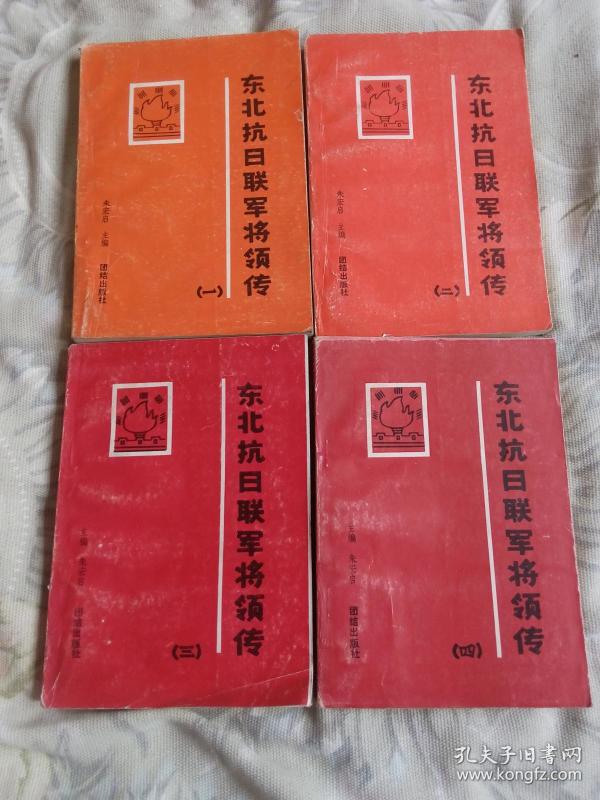 东北抗日联军将领传
(一)
朱宏启 主编
团结出版社
东北抗日联军将领传
(二)
朱宏启 主编
团结出版社
东北抗日联军将领传
(三)
主编 朱宏启
团结出版社
东北抗日联军将领传
(四)
主编 朱宏启
团结出版社
孔夫子旧书网
www.kongfz.com